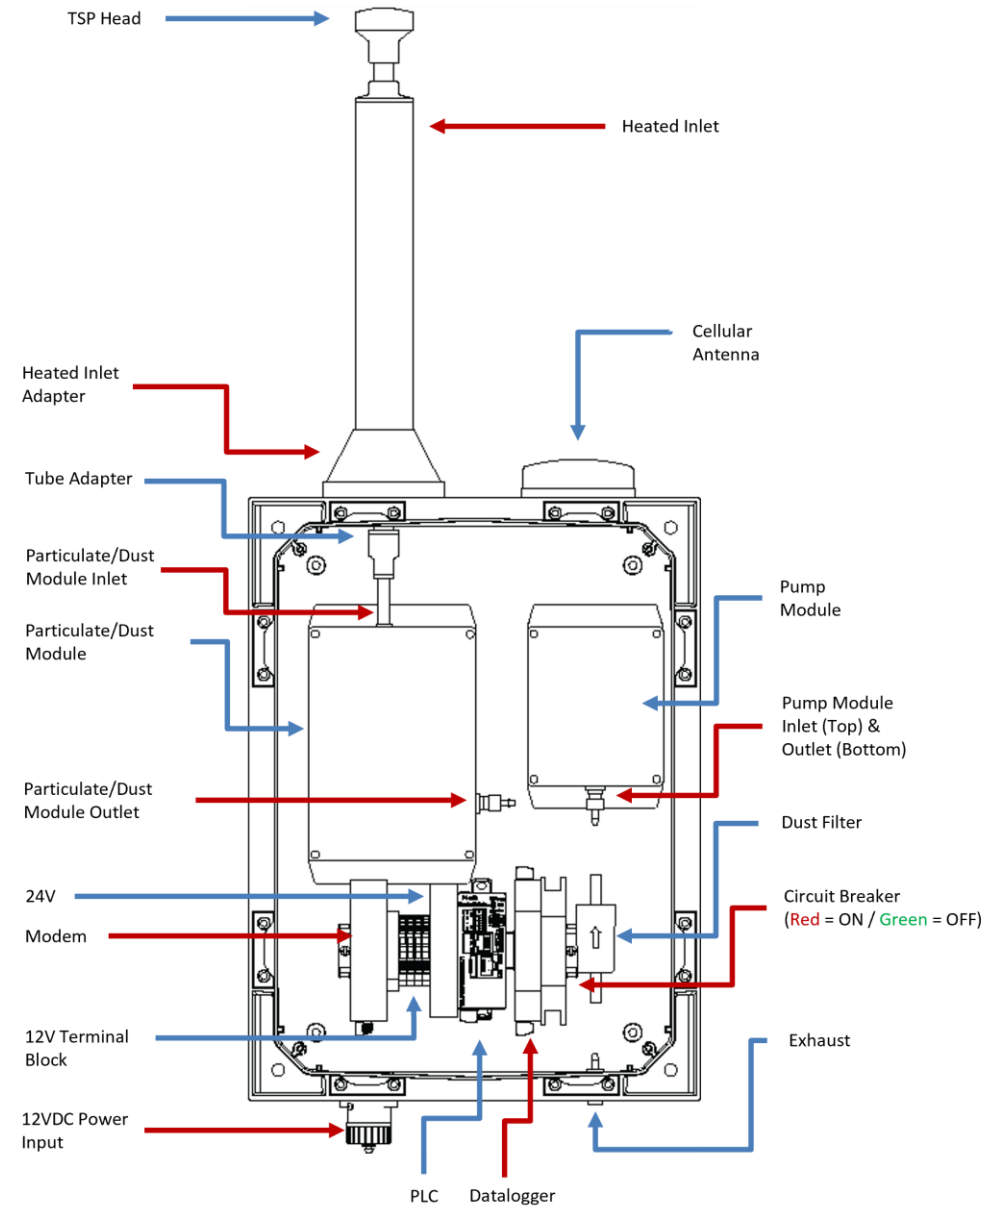 TSP Head
Heated Inlet
Cellular
Antenna
Heated Inlet
Adapter
Tube Adapter
Particulate/Dust
Module Inlet
Pump
Module
Particulate/Dust
Module
Pump Module
Inlet (Top) &
Outlet (Bottom)
Particulate/Dust
Module Outlet
Dust Filter
24V
Circuit Breaker
(Red = ON / Green = OFF)
Modem
12V Terminal
Block
Exhaust
12VDC Power
Input
PLC
Datalogger